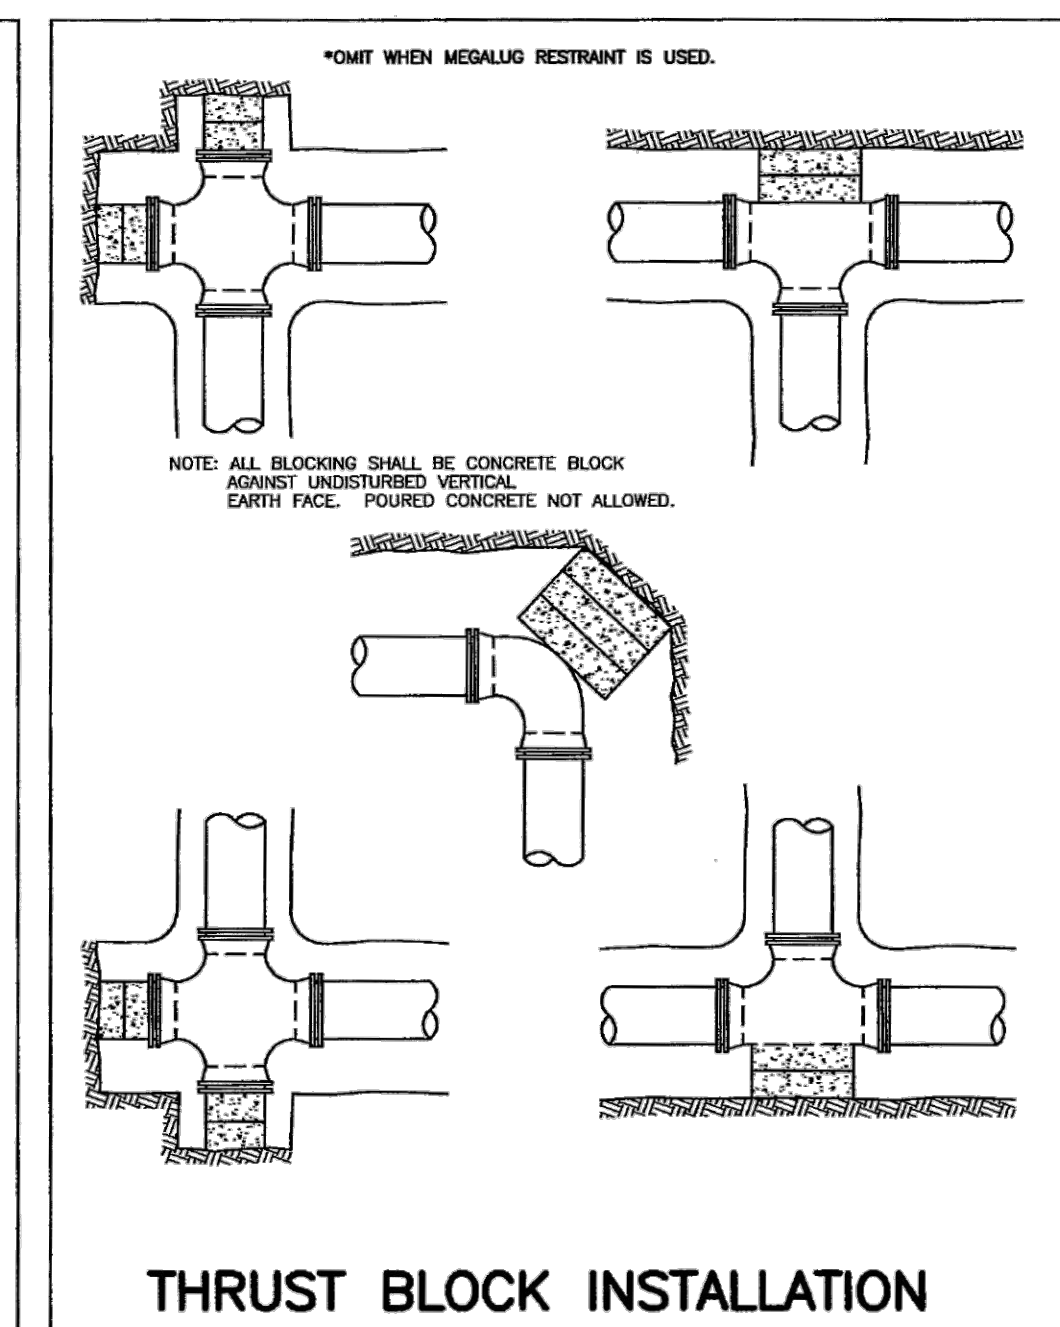 *OMIT WHEN MEGALUG RESTRAINT IS USED.
NOTE: ALL BLOCKING SHALL BE CONCRETE BLOCK
AGAINST UNDISTURBED VERTICAL
EARTH FACE. POURED CONCRETE NOT ALLOWED.
THRUST BLOCK INSTALLATION